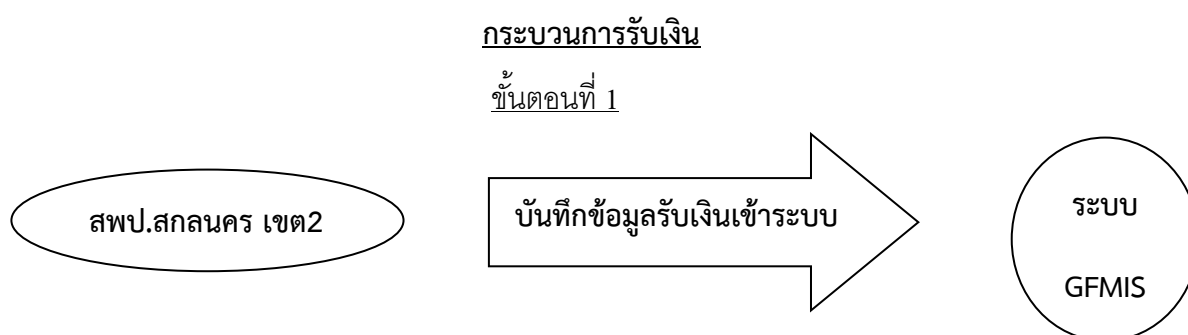 กระบวนการรับเงิน
ขั้นตอนที่ 1
สพป.สกลนคร เขต2
บันทึกข้อมูลรับเงินเข้าระบบ
ระบบ
GFMIS